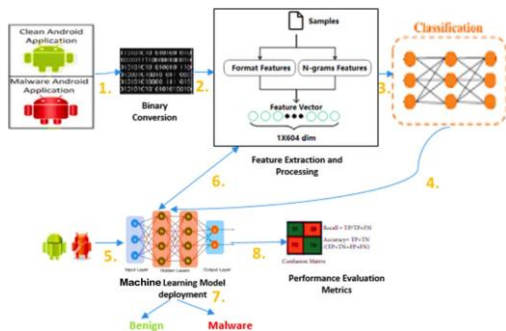 Clean Android
Application
Malware Android
Application
1.
Binary
Conversion
2.
Samples
Format Features
N-grams Features
Feature Vector
1X604 dim
Feature Extraction and
Processing
3.
Classification
4.
5.
6.
Input Layer
Hidden Layers
Output Layer
Machine Learning Model
deployment
7.
Benign
Malware
8.
Recall = TP/TP+FN
Accuracy= TP+TN
/(TP+TN+FP+FN)
Confusion Matrix
Performance Evaluation
Metrics